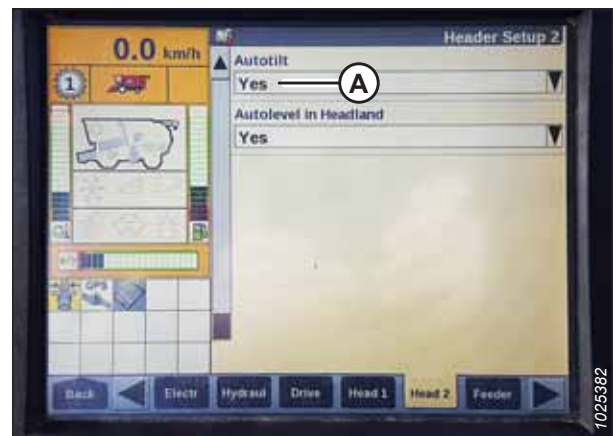 0.0 km/h
Header Setup 2
1
Autotilt
Yes
A
Autolevel in Headland
Yes
GPS
Back
Electr
Hydraul
Drive
Head 1
Head 2
Feeder
1025382